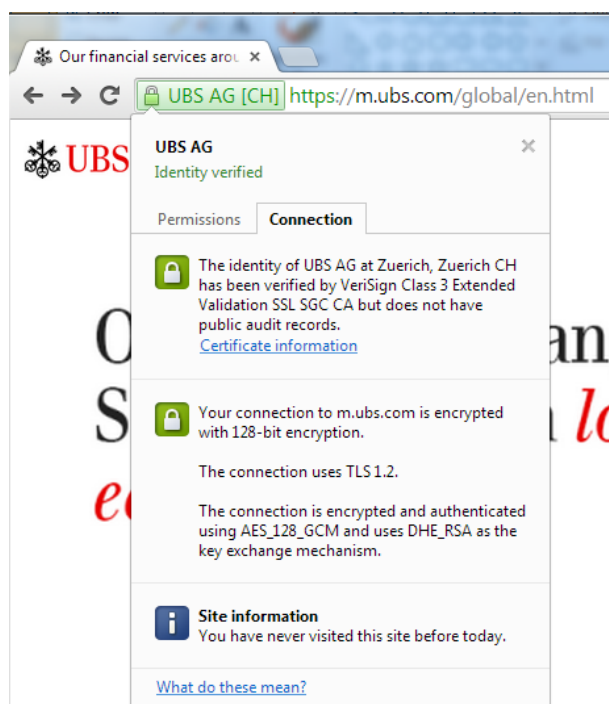 Our financial services arou
UBS AG [CH] https://m.ubs.com/global/en.html
UBS
UBS AG
Identity verified
Permissions Connection
The identity of UBS AG at Zuerich, Zuerich CH
has been verified by VeriSign Class 3 Extended
Validation SSL SGC CA but does not have
public audit records.
Certificate information
Your connection to m.ubs.com is encrypted
with 128-bit encryption.
The connection uses TLS 1.2.
The connection is encrypted and authenticated
using AES_128_GCM and uses DHE_RSA as the
key exchange mechanism.
Site information
You have never visited this site before today.
What do these mean?